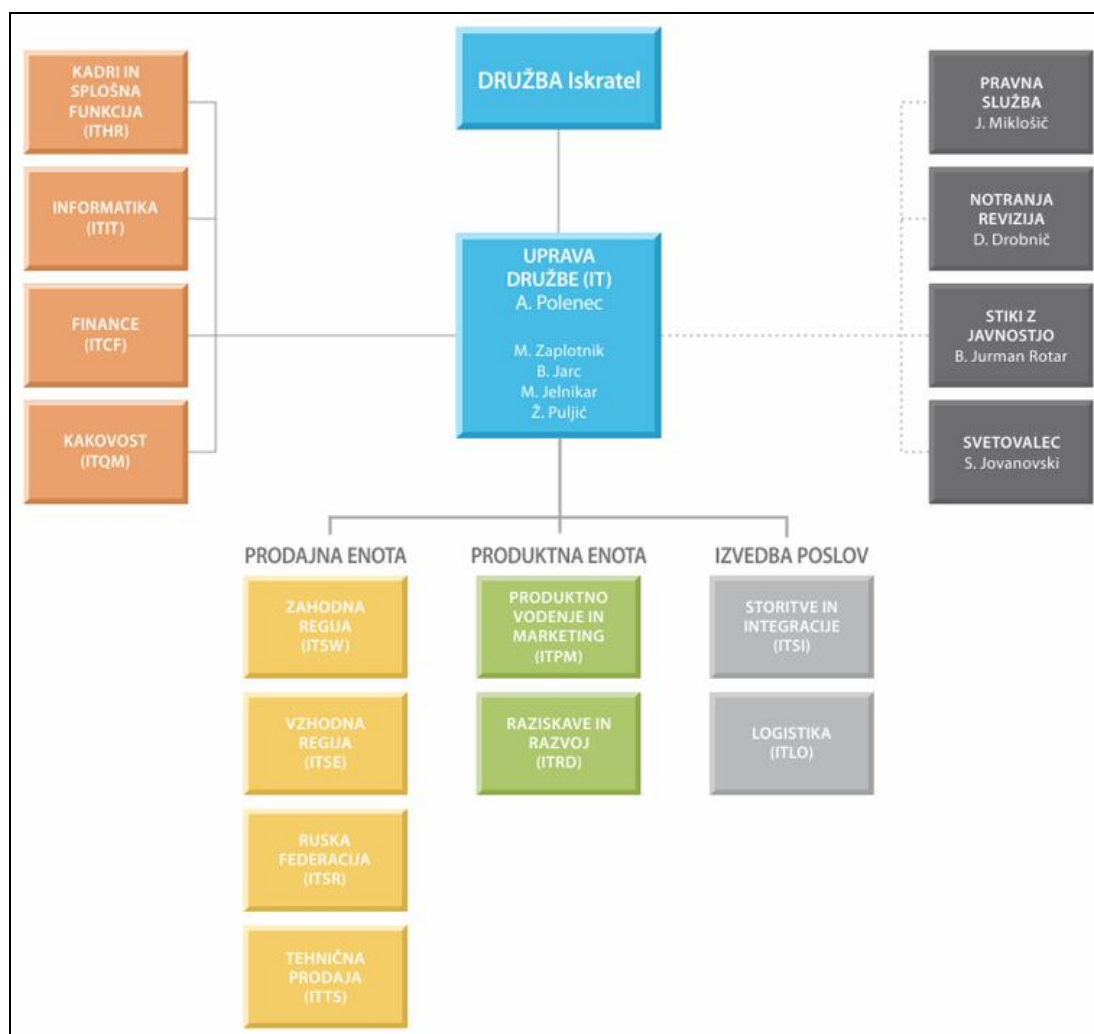 DRUŽBA Iskratel
KADRI IN
SPLOŠNA
FUNKCIJA
(ITHR)
INFORMATIKA
(ITIT)
FINANCE
(ITCF)
KAKOVOST
(ITQM)
UPRAVA
DRUŽBE (IT)
A. Polenec
M. Zaplotnik
B. Jarc
M. Jelnikar
Ž. Puljić
PRAVNA
SLUŽBA
J. Miklošič
NOTRANJA
REVIZIJA
D. Drobnič
STIKI Z
JAVNOSTJO
B. Jurman Rotar
SVETOVALEC
S. Jovanovski
PRODAJNA ENOTA
ZAHODNA
REGIJA
(ITSW)
VZHODNA
REGIJA
(ITSE)
RUSKA
FEDERACIJA
(ITSR)
TEHNIČNA
PRODAJA
(ITTS)
PRODUKTNA ENOTA
PRODUKTNO
VODENJE IN
MARKETING
(ITPM)
RAZISKAVE IN
RAZVOJ
(ITRD)
IZVEDBA POSLOV
STORITVE IN
INTEGRACIJE
(ITSI)
LOGISTIKA
(ITLO)